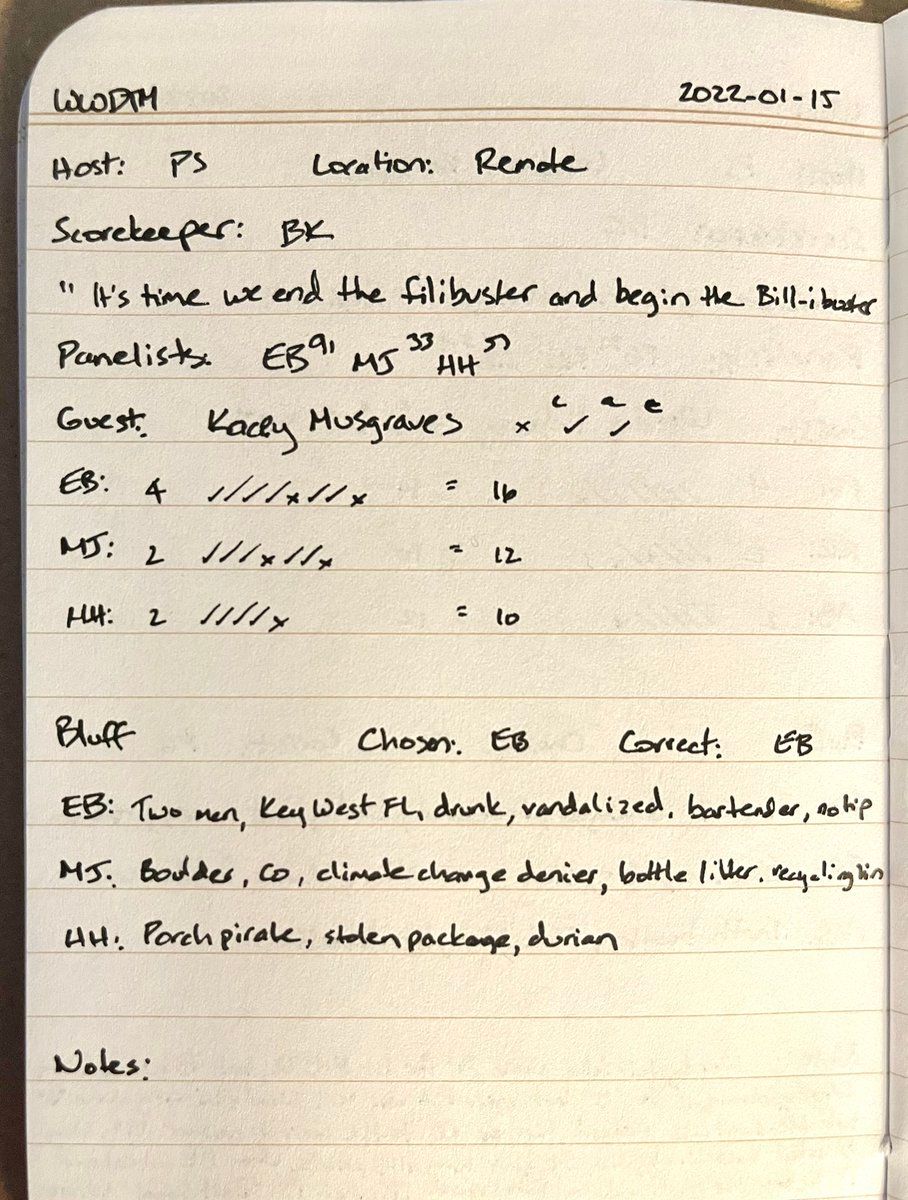 WWDTM 2022-01-15
Host: PS Location: Remote
Scorekeeper: BK
" It's time we end the filibuster and begin the Bill-ibuster
Panelists: EB 91 MJ 33 HH 57
Guest: Kacey Musgraves × c ✓ a ✓ c
EB: 4 ✓✓✓✓×✓✓× = 16
MJ: 2 ✓✓✓×✓✓× = 12
HH: 2 ✓✓✓✓× = 10
Bluff Chosen: EB Correct: EB
EB: Two men, Key West FL, drunk, vandalized, bartender, no tip
MJ: Boulder, CO, climate change denier, bottle litter, recycling bin
HH: Porch pirate, stolen package, durian
Notes: